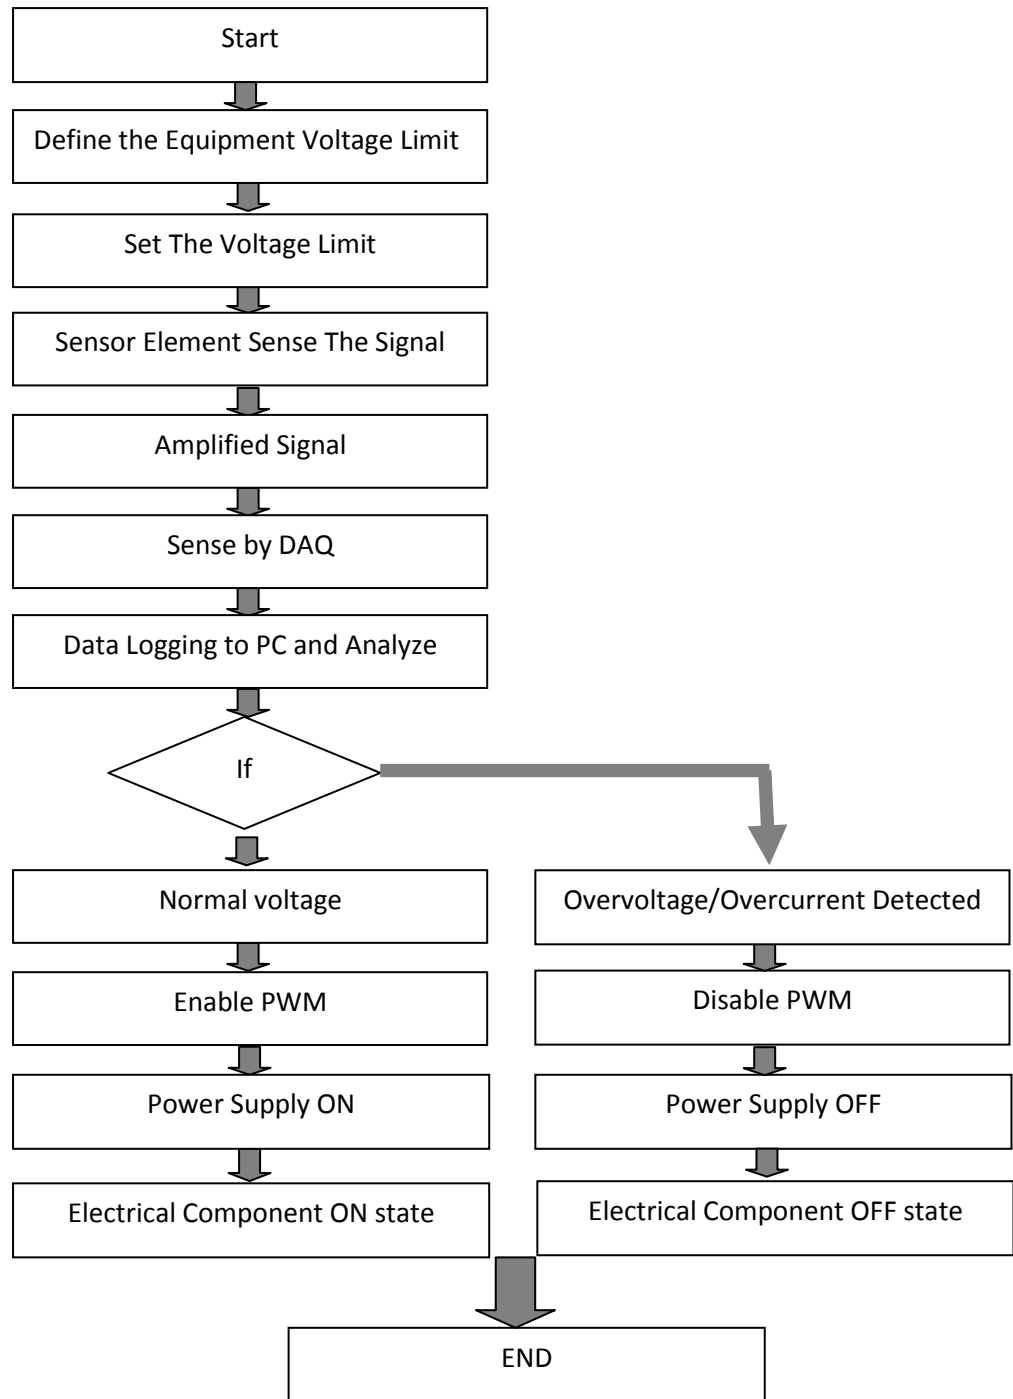 Start
Define the Equipment Voltage Limit
Set The Voltage Limit
Sensor Element Sense The Signal
Amplified Signal
Sense by DAQ
Data Logging to PC and Analyze
If
Normal voltage
Enable PWM
Power Supply ON
Electrical Component ON state
Overvoltage/Overcurrent Detected
Disable PWM
Power Supply OFF
Electrical Component OFF state
END